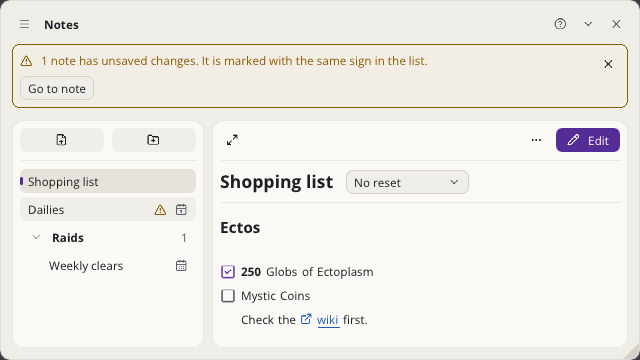 Notes
1 note has unsaved changes. It is marked with the same sign in the list.
Go to note
Edit
Shopping list
Dailies
Raids 1
Weekly clears
Shopping list No reset
Ectos
250 Globs of Ectoplasm
Mystic Coins
Check the wiki first.